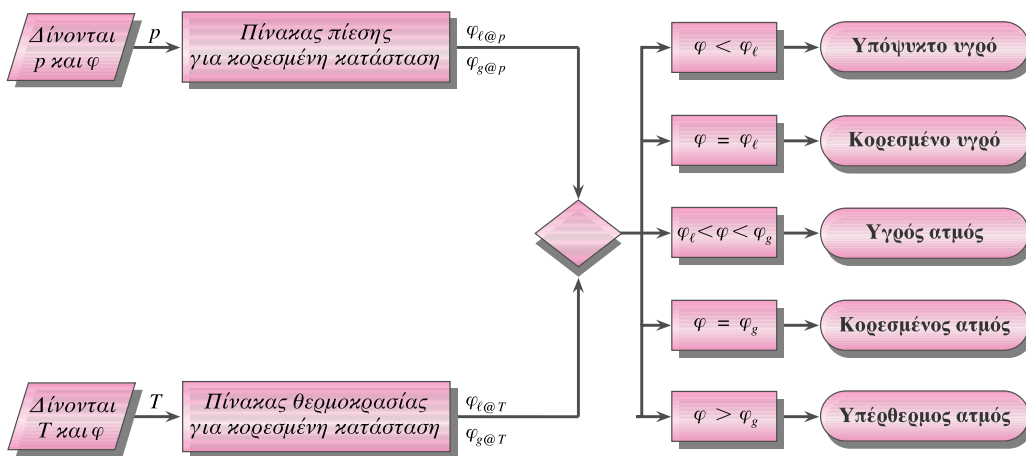 Δίνονται
p και φ
p
Πίνακας πίεσης
για κορεσμένη κατάσταση
φℓ@p
φg@p
φ < φℓ
Υπόψυκτο υγρό
φ = φℓ
Κορεσμένο υγρό
φℓ<φ<φg
Υγρός ατμός
φ = φg
Κορεσμένος ατμός
Δίνονται
T και φ
T
Πίνακας θερμοκρασίας
για κορεσμένη κατάσταση
φℓ@T
φg@T
φ > φg
Υπέρθερμος ατμός